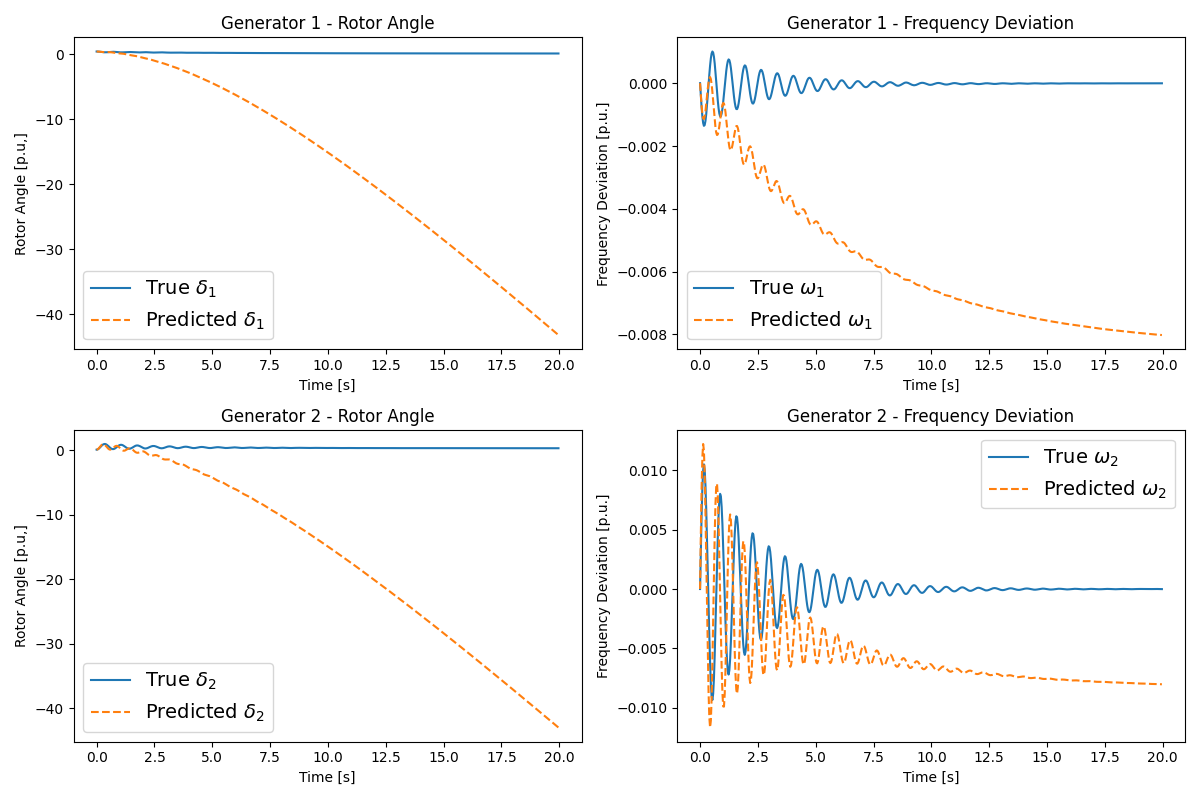 Generator 1 - Rotor Angle
Rotor Angle [p.u,]
0
−10
−20
−30
−40
True δ1
Predicted δ1
0.0 2.5 5.0 7.5 10.0 12.5 15.0 17.5 20.0
Time [s]
Generator 1 - Frequency Deviation
Frequency Deviation [p.u.]
0.000
−0.002
−0.004
−0.006
−0.008
True ω1
Predicted ω1
0.0 2.5 5.0 7.5 10.0 12.5 15.0 17.5 20.0
Time [s]
Generator 2 - Rotor Angle
Rotor Angle [p.u,]
0
−10
−20
−30
−40
True δ2
Predicted δ2
0.0 2.5 5.0 7.5 10.0 12.5 15.0 17.5 20.0
Time [s]
Generator 2 - Frequency Deviation
Frequency Deviation [p.u.]
0.010
0.005
0.000
−0.005
−0.010
True ω2
Predicted ω2
0.0 2.5 5.0 7.5 10.0 12.5 15.0 17.5 20.0
Time [s]